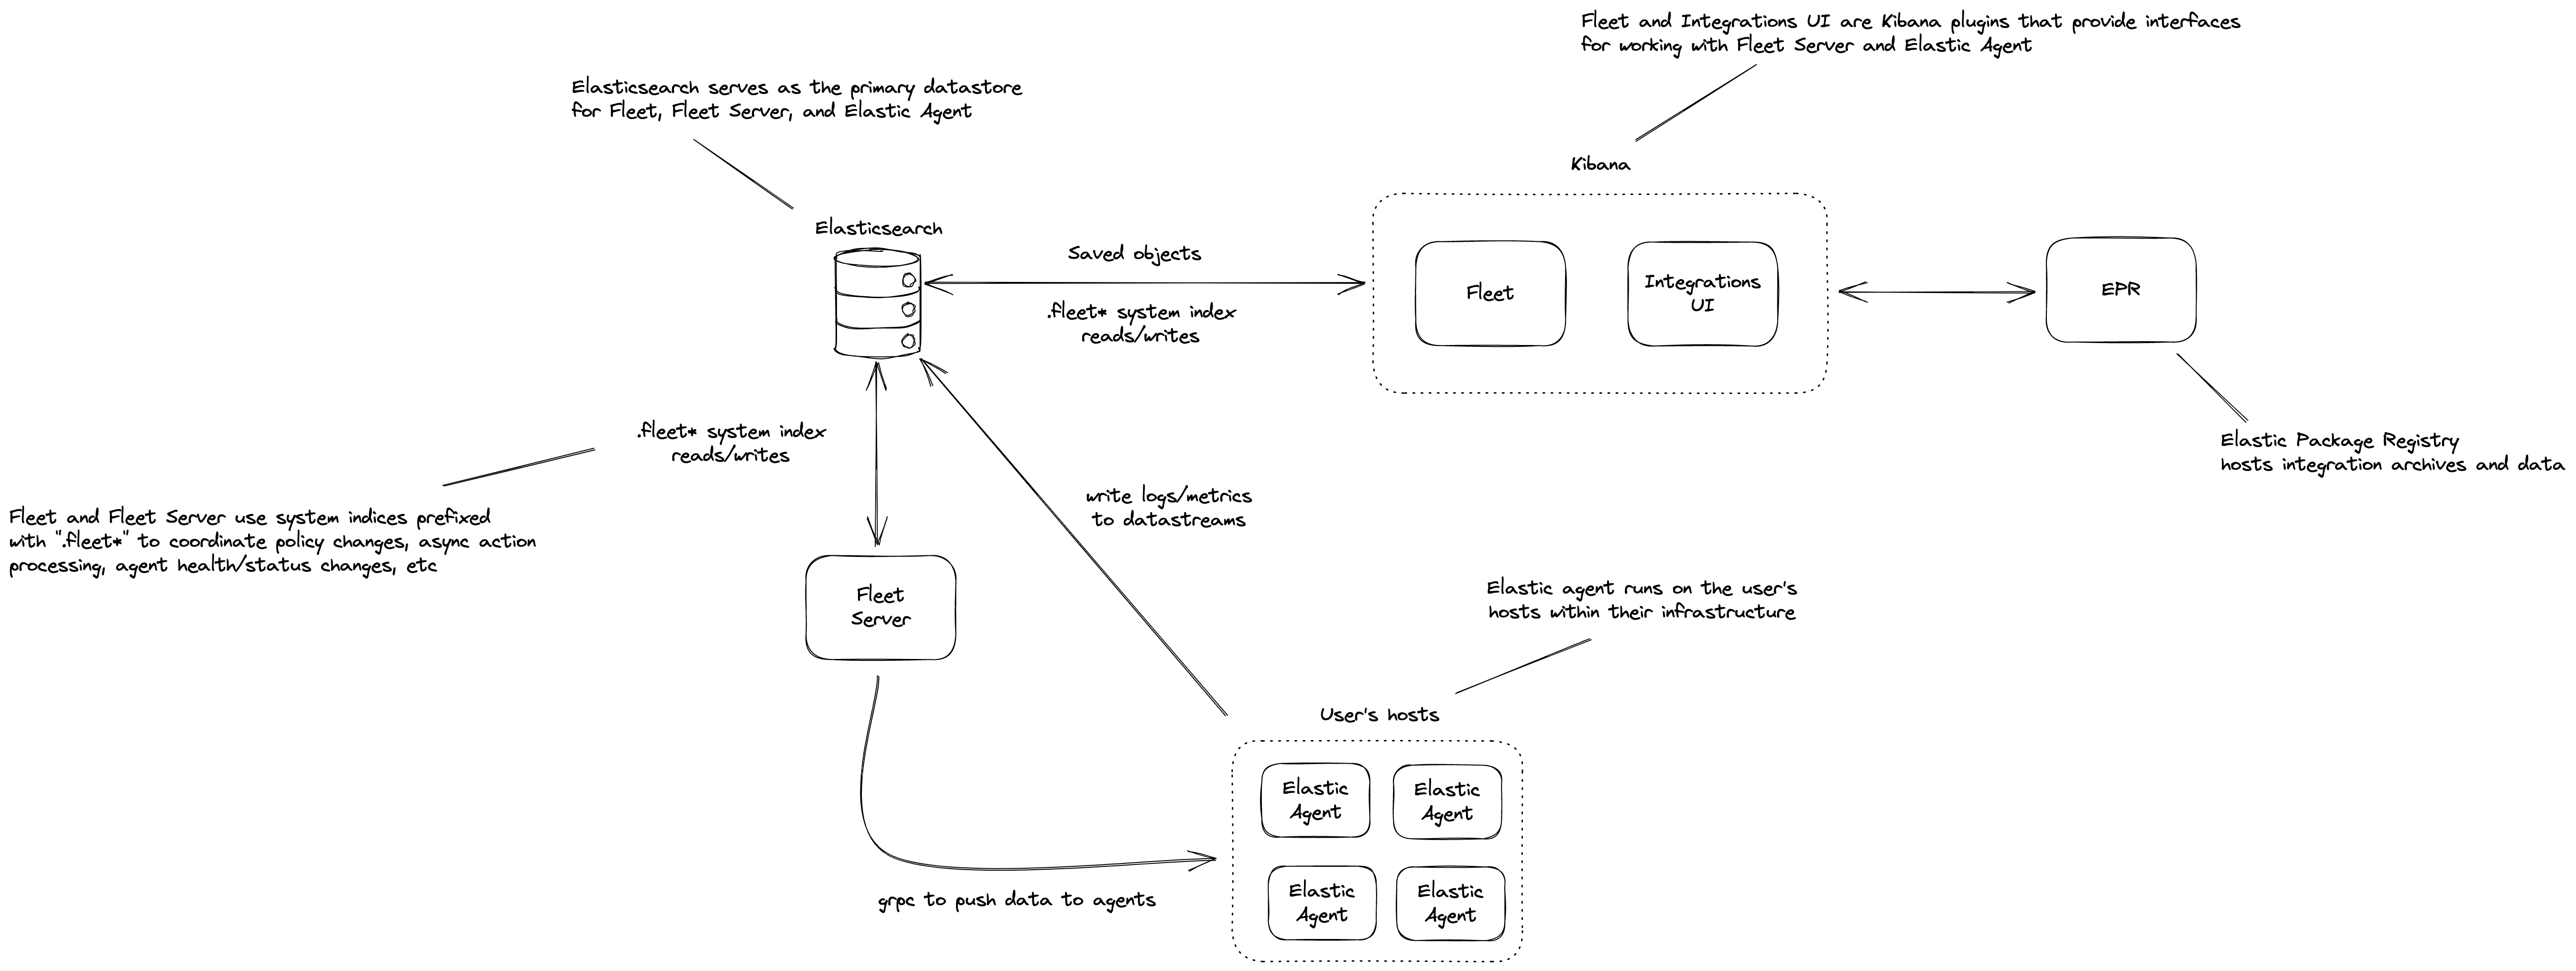 Fleet and Integrations UI are Kibana plugins that provide interfaces
for working with Fleet Server and Elastic Agent
Elasticsearch serves as the primary datastore
for Fleet, Fleet Server, and Elastic Agent
Kibana
Elasticsearch
Saved objects
.fleet* system index
reads/writes
Fleet
Integrations
UI
EPR
Elastic Package Registry
hosts integration archives and data
.fleet* system index
reads/writes
Fleet and Fleet Server use system indices prefixed
with ".fleet*" to coordinate policy changes, async action
processing, agent health/status changes, etc
write logs/metrics
to datastreams
Fleet
Server
Elastic agent runs on the user's
hosts within their infrastructure
User's hosts
Elastic
Agent
Elastic
Agent
Elastic
Agent
Elastic
Agent
grpc to push data to agents